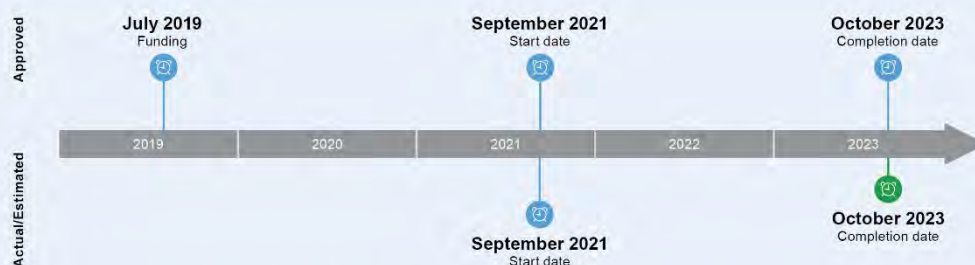 Approved
July 2019
Funding
September 2021
Start date
October 2023
Completion date
2019 2020 2021 2022 2023
Actual/Estimated
September 2021
Start date
October 2023
Completion date